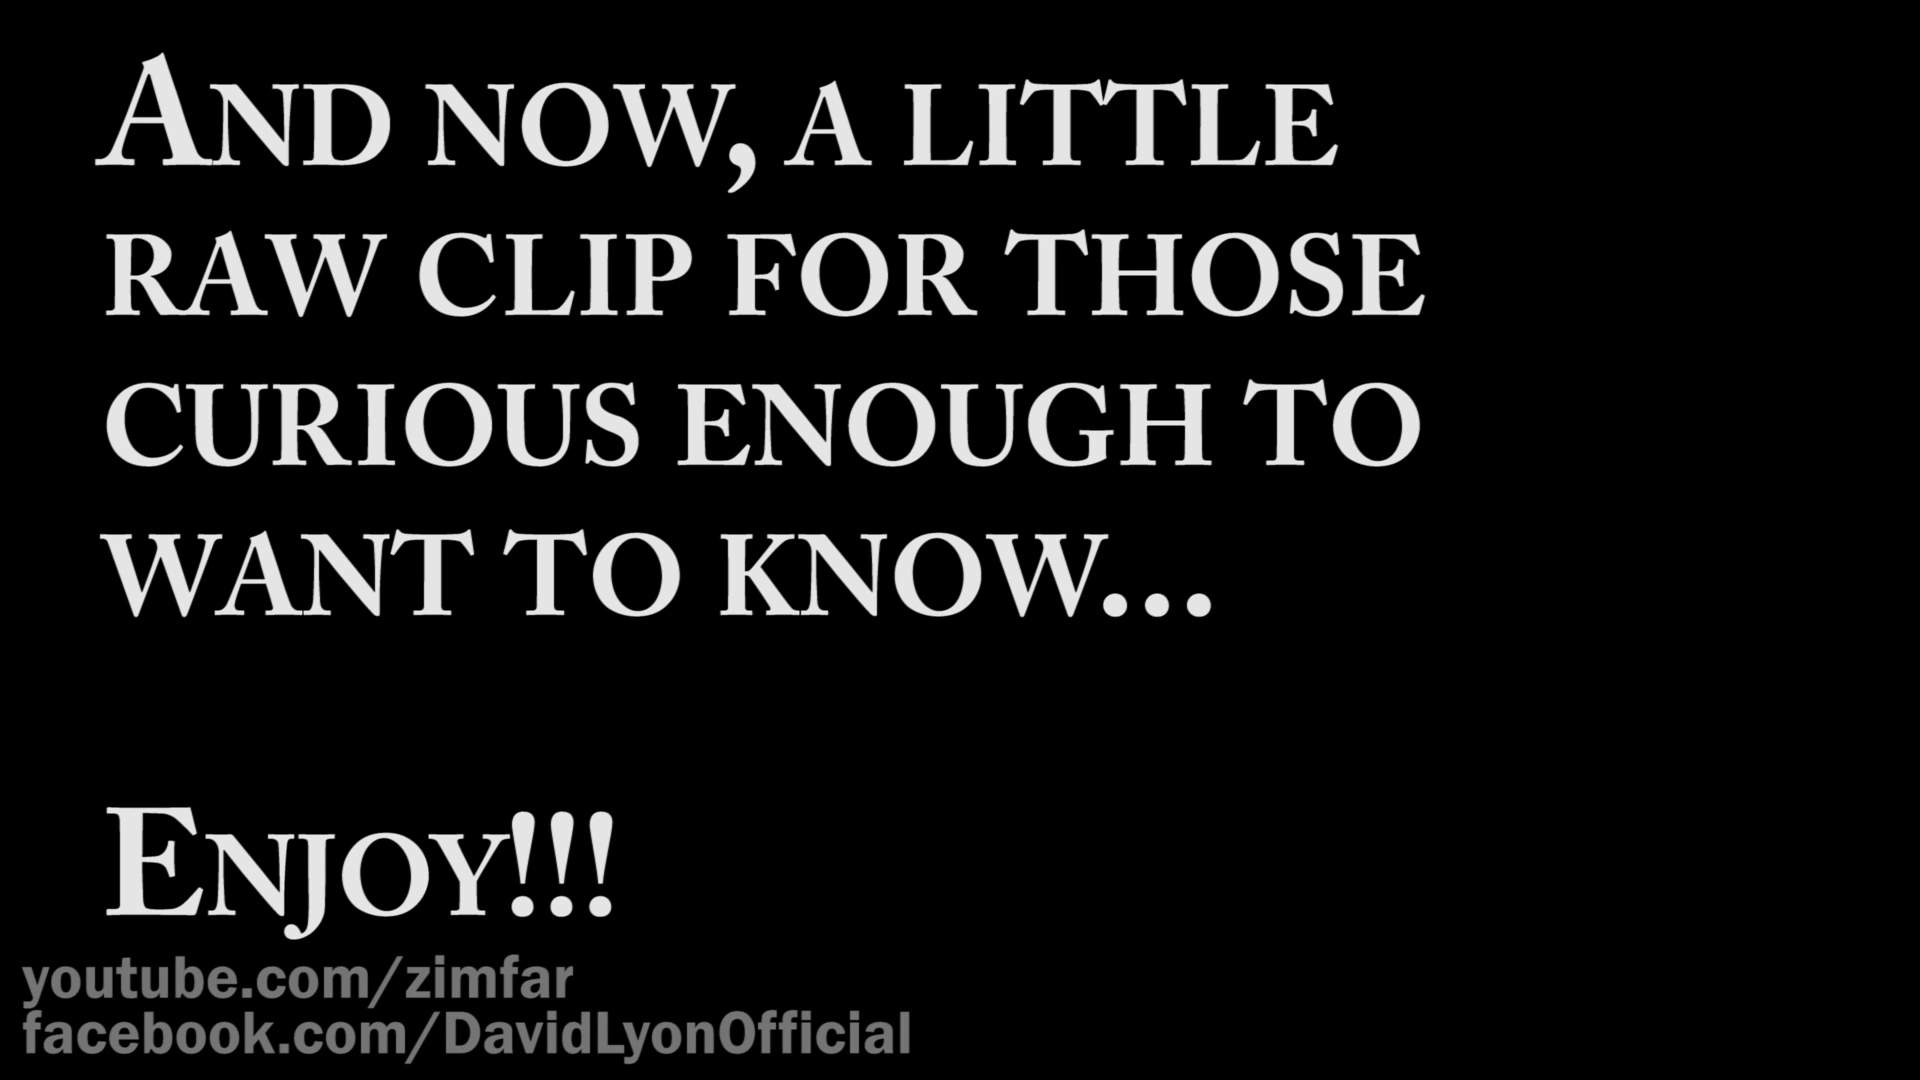 And now, a little
raw clip for those
curious enough to
want to know...
Enjoy!!!
youtube.com/zimfar
facebook.com/DavidLyonOfficial